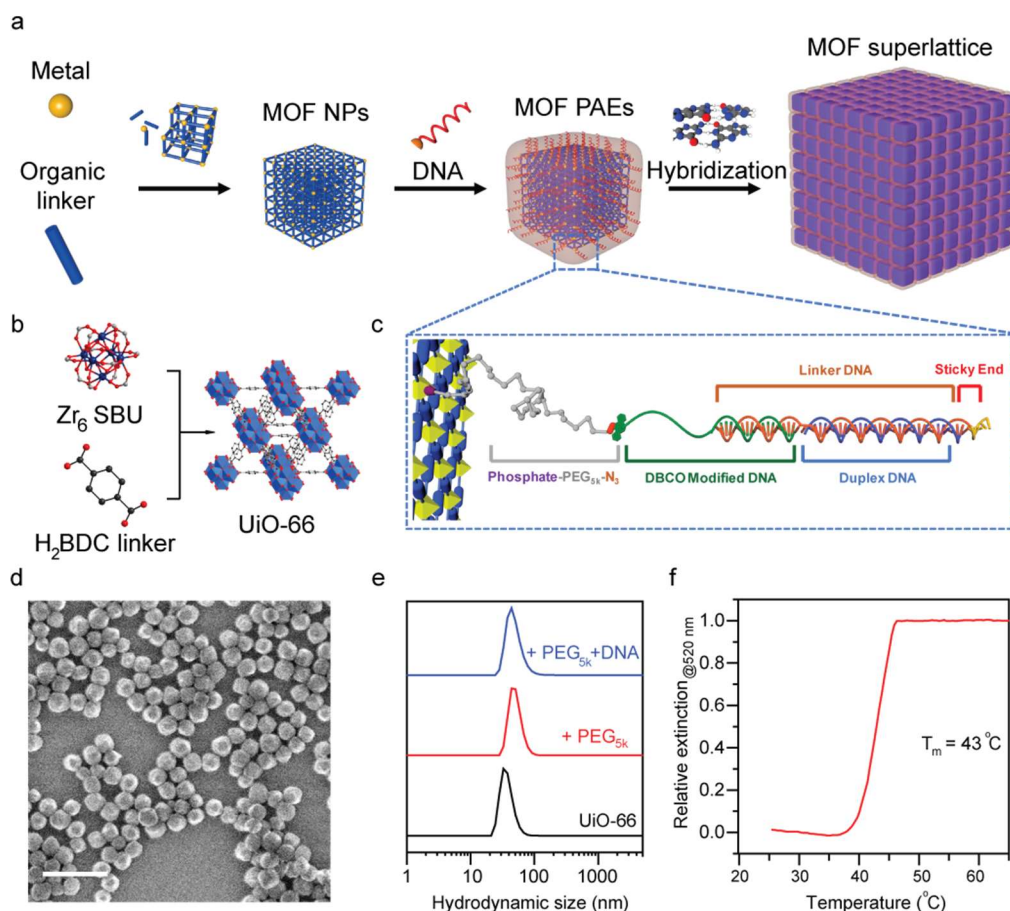 a
Metal
Organic
linker
MOF NPs
DNA
MOF PAEs
Hybridization
MOF superlattice
b
Zr₆ SBU
H₂BDC linker
UiO-66
c
Linker DNA
Sticky End
Phosphate-PEG₅ₖ-N₃
DBCO Modified DNA
Duplex DNA
d
e
+ PEG₅ₖ+DNA
+ PEG₅ₖ
UiO-66
1 10 100 1000
Hydrodynamic size (nm)
f
Relative extinction@520 nm
1.0
0.8
0.6
0.4
0.2
0.0
Tₘ = 43 °C
20 30 40 50 60
Temperature (°C)